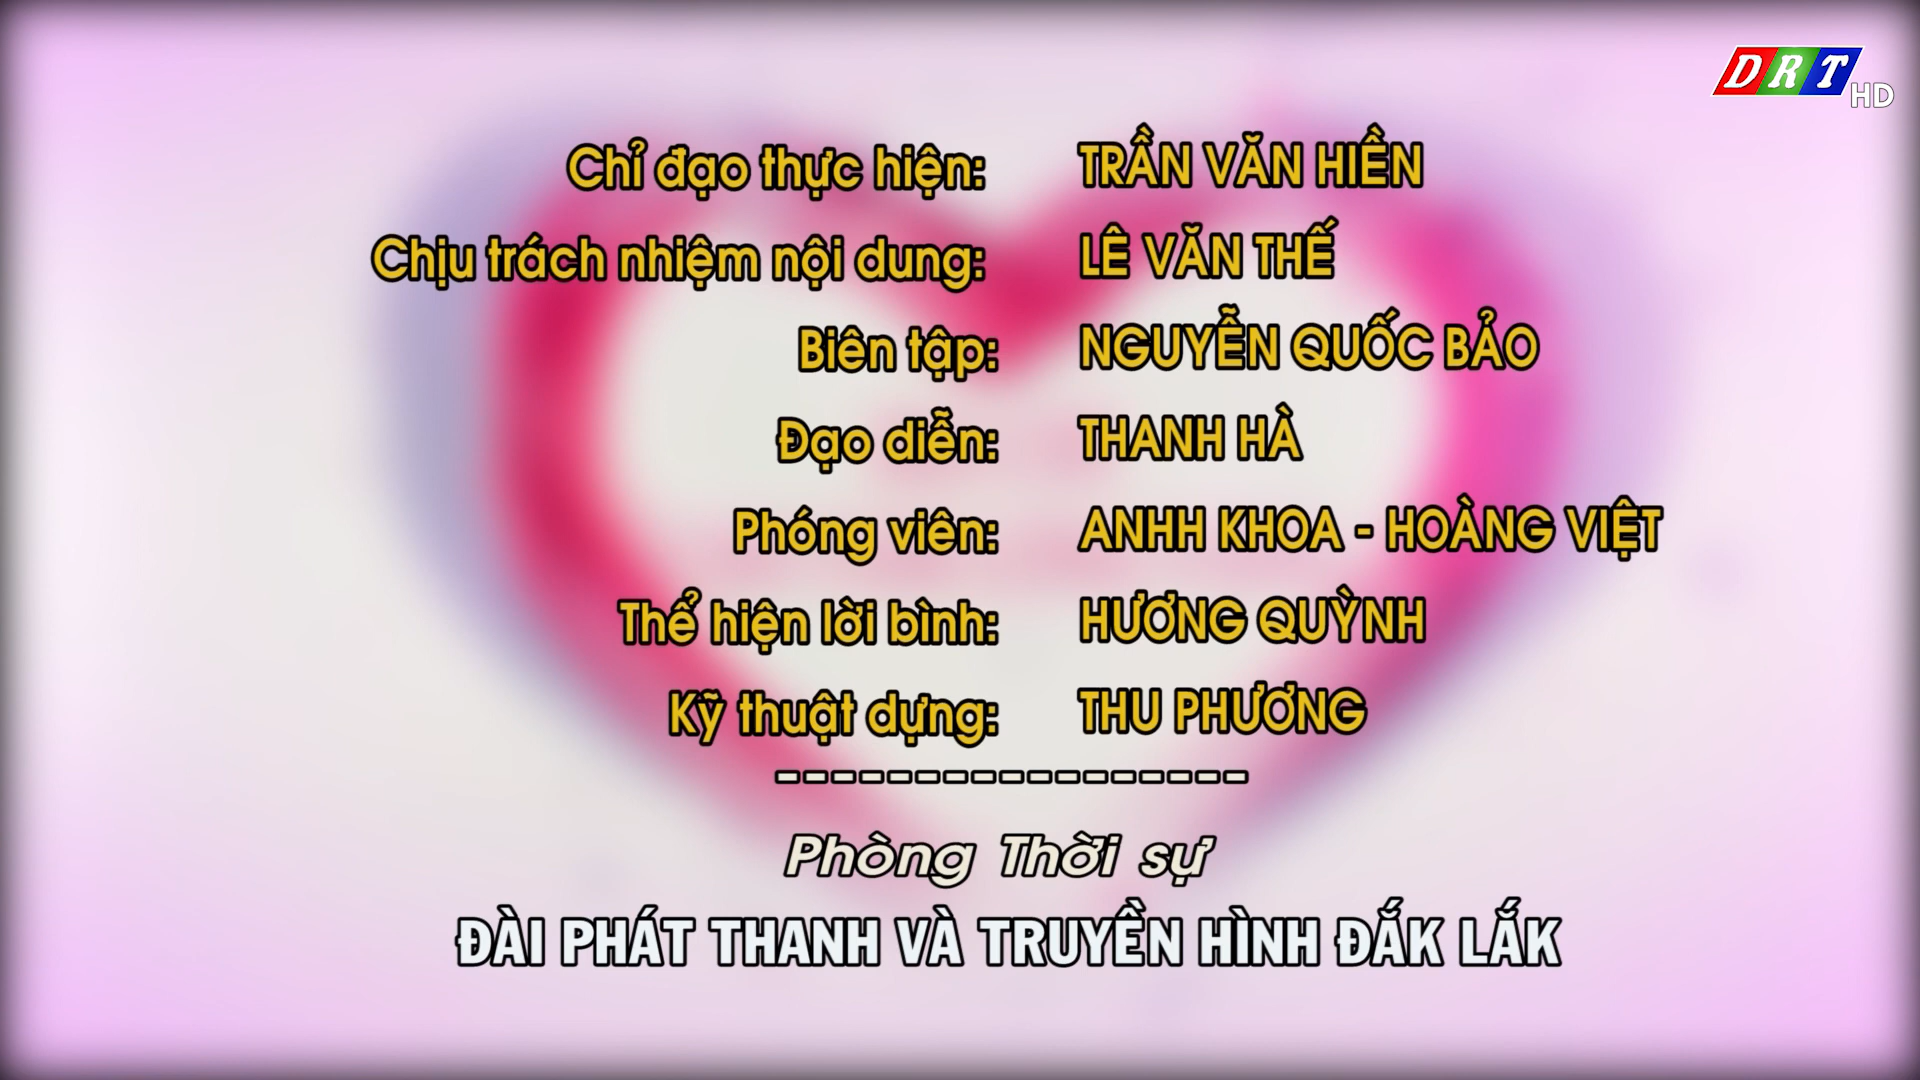 DRT HD
Chỉ đạo thực hiện: TRẦN VĂN HIỀN
Chịu trách nhiệm nội dung: LÊ VĂN THẾ
Biên tập: NGUYỄN QUỐC BẢO
Đạo diễn: THANH HÀ
Phóng viên: ANHH KHOA - HOÀNG VIỆT
Thể hiện lời bình: HƯƠNG QUỲNH
Kỹ thuật dựng: THU PHƯƠNG
-----------------
Phòng Thời sự
ĐÀI PHÁT THANH VÀ TRUYỀN HÌNH ĐẮK LẮK